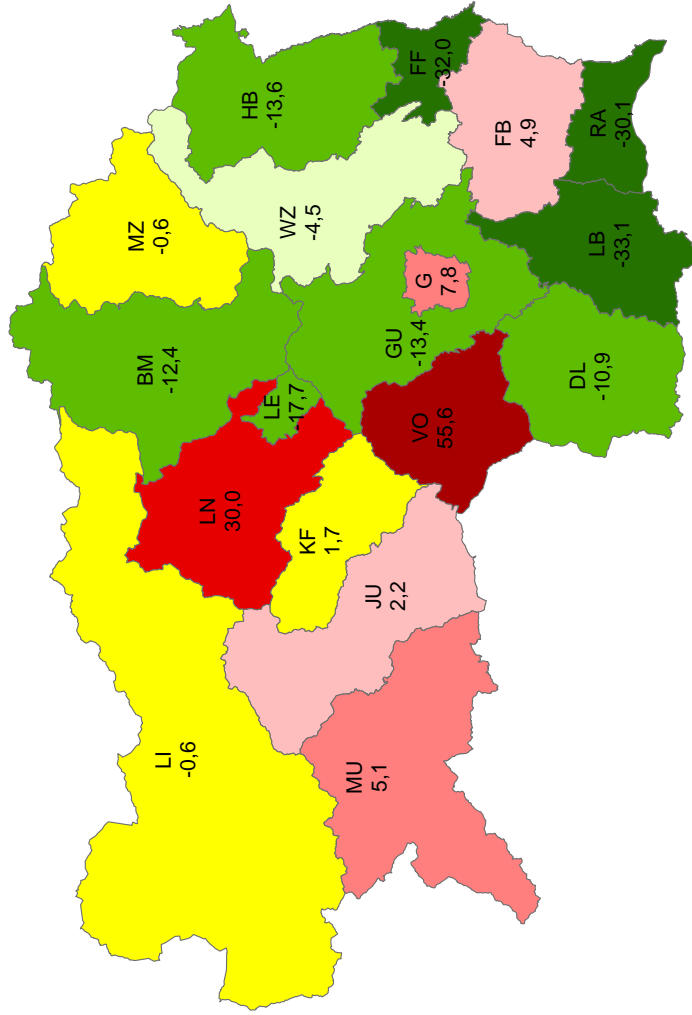 MZ
-0,6
BM
-12,4
LI
-0,6
LN
30,0
HB
-13,6
LE
-17,7
WZ
-4,5
KF
1,7
MU
5,1
JU
2,2
GU
-13,4
VO
55,6
G
7,8
FF
-32,0
FB
4,9
DL
-10,9
LB
-33,1
RA
-30,1